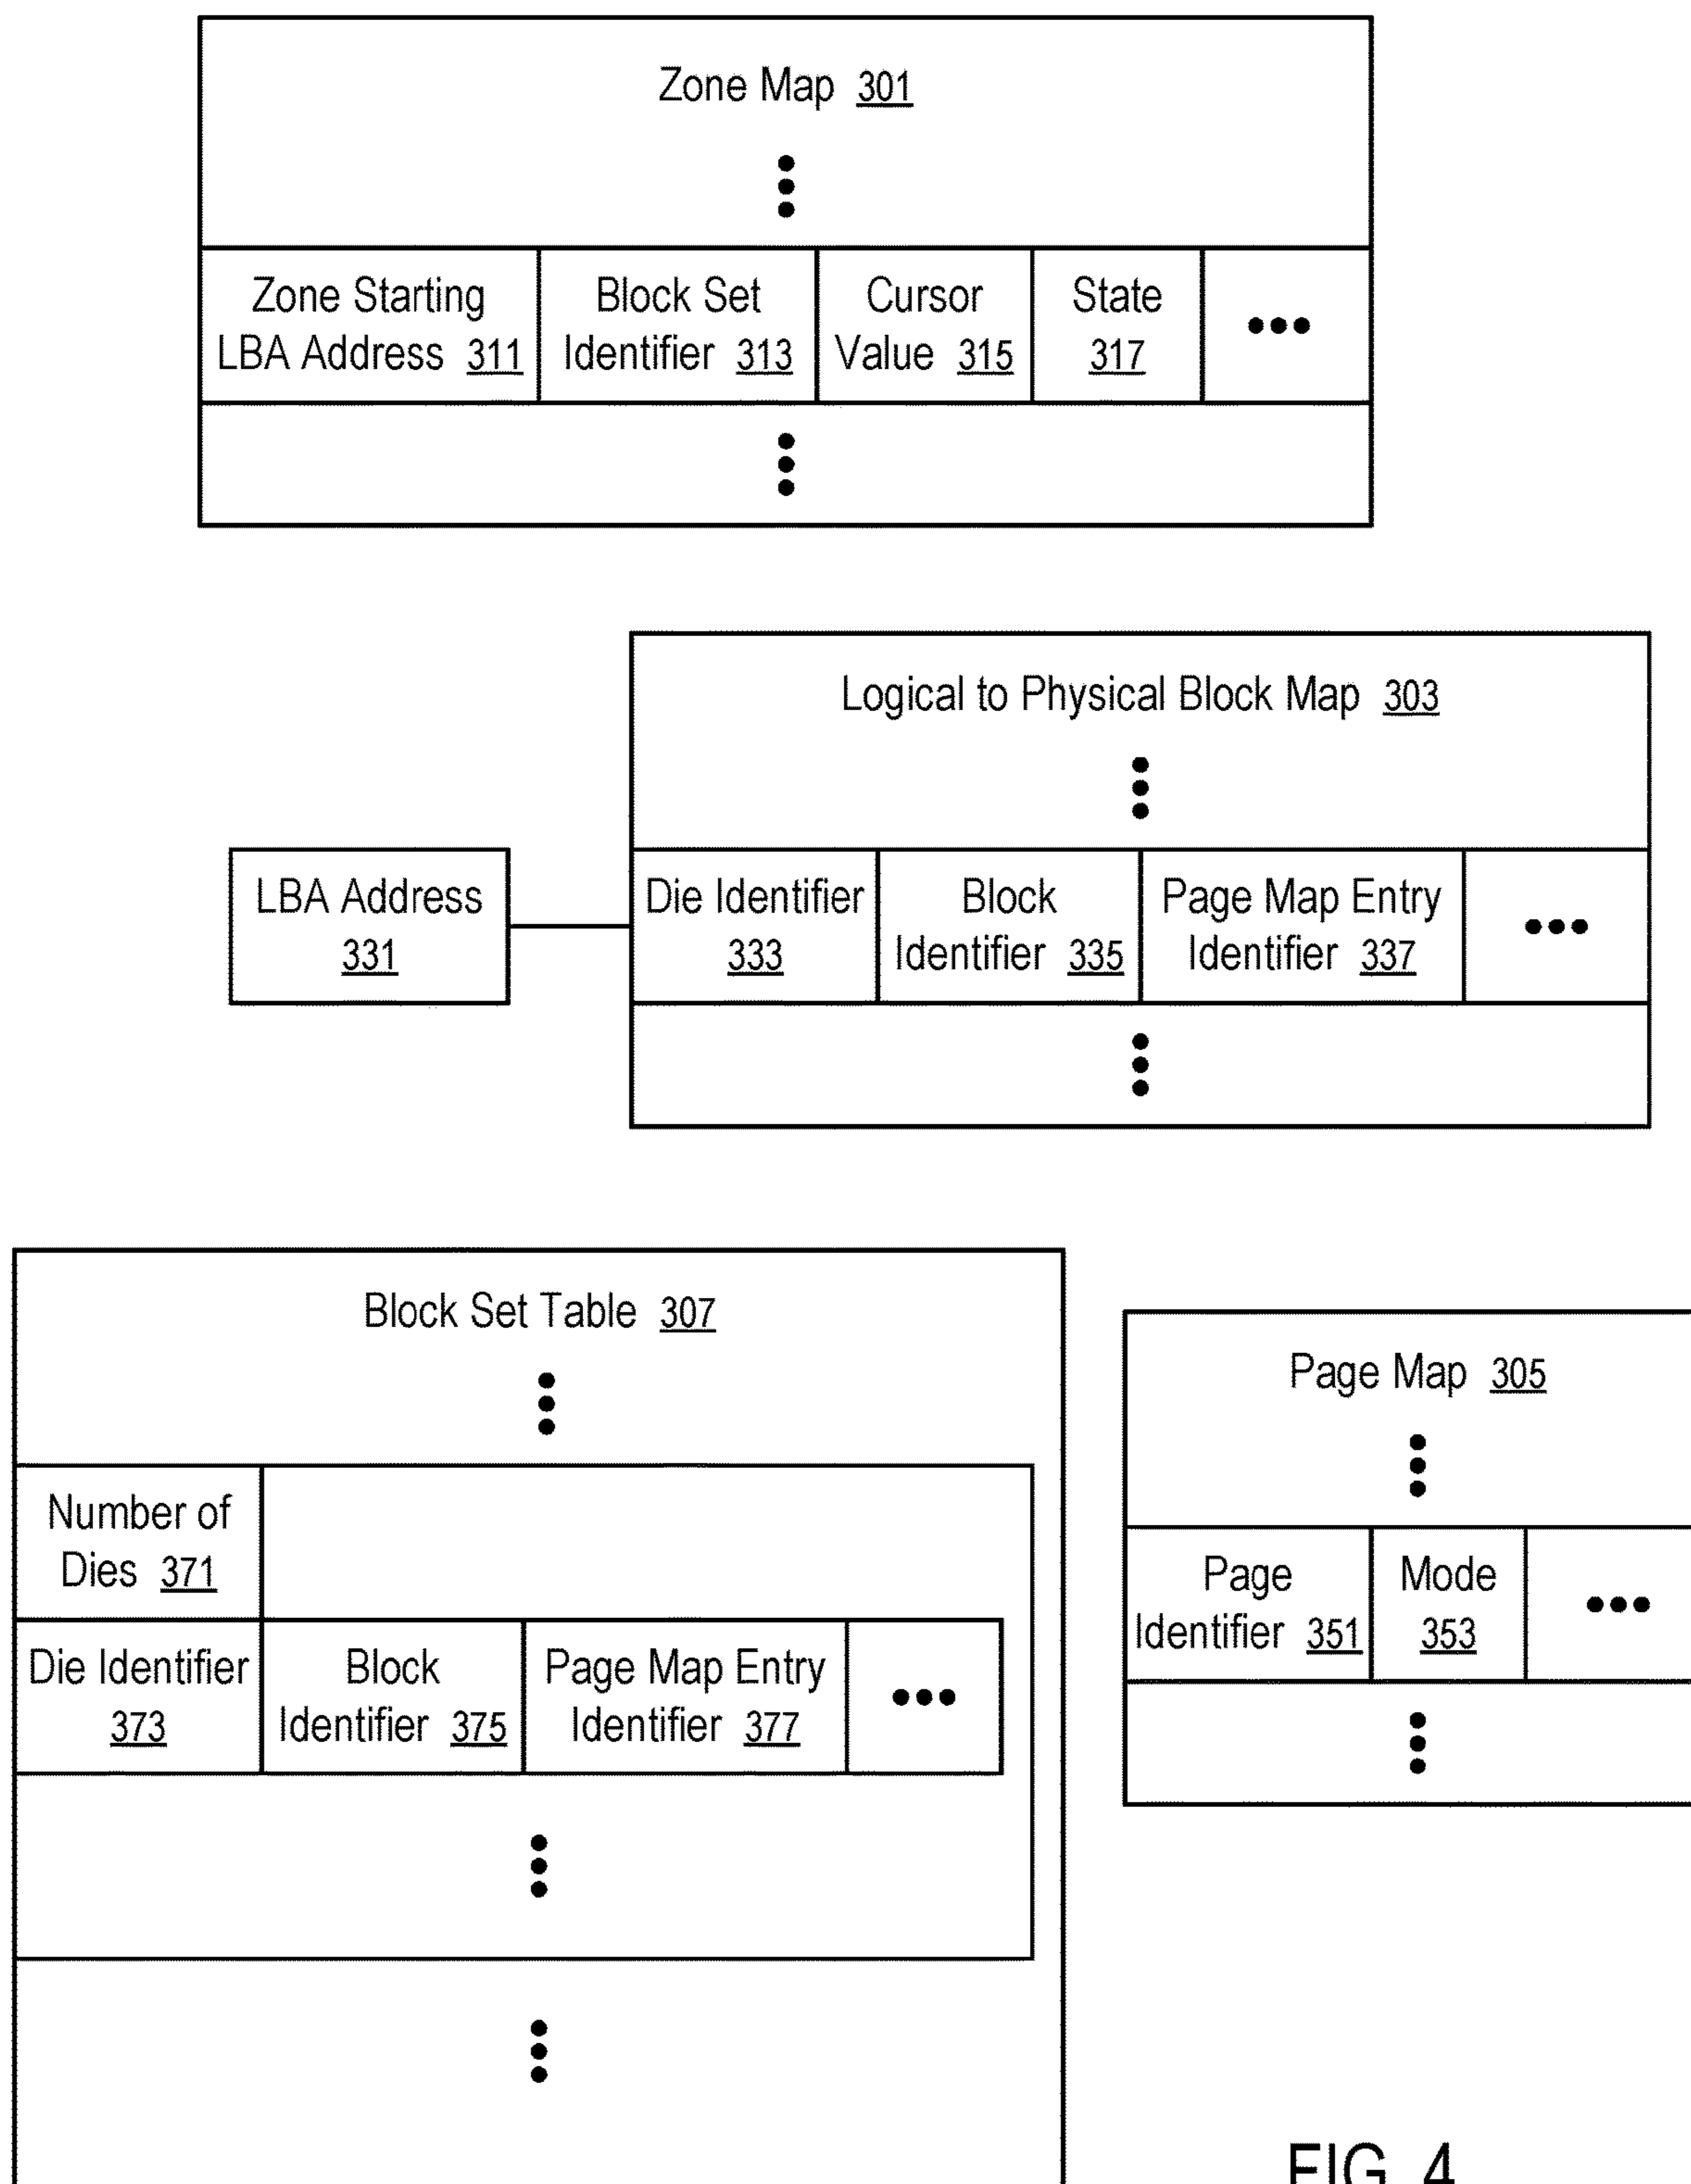 Zone Map 301
Zone Starting
LBA Address 311
Block Set
Identifier 313
Cursor
Value 315
State
317
Logical to Physical Block Map 303
LBA Address
331
Die Identifier
333
Block
Identifier 335
Page Map Entry
Identifier 337
Block Set Table 307
Number of
Dies 371
Die Identifier
373
Block
Identifier 375
Page Map Entry
Identifier 377
Page Map 305
Page
Identifier 351
Mode
353
FIG. 4